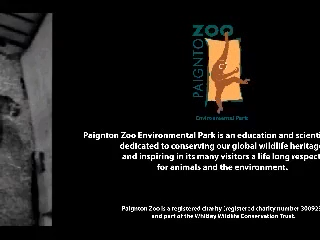 PAIGNTON ZOO
Environmental Park
Paignton Zoo Environmental Park is an education and scienti
dedicated to conserving our global wildlife heritag
and inspiring in its many visitors a life long respect
for animals and the environment.
Paignton Zoo is a registered charity (registered charity number 300923
and part of the Whitley Wildlife Conservation Trust.